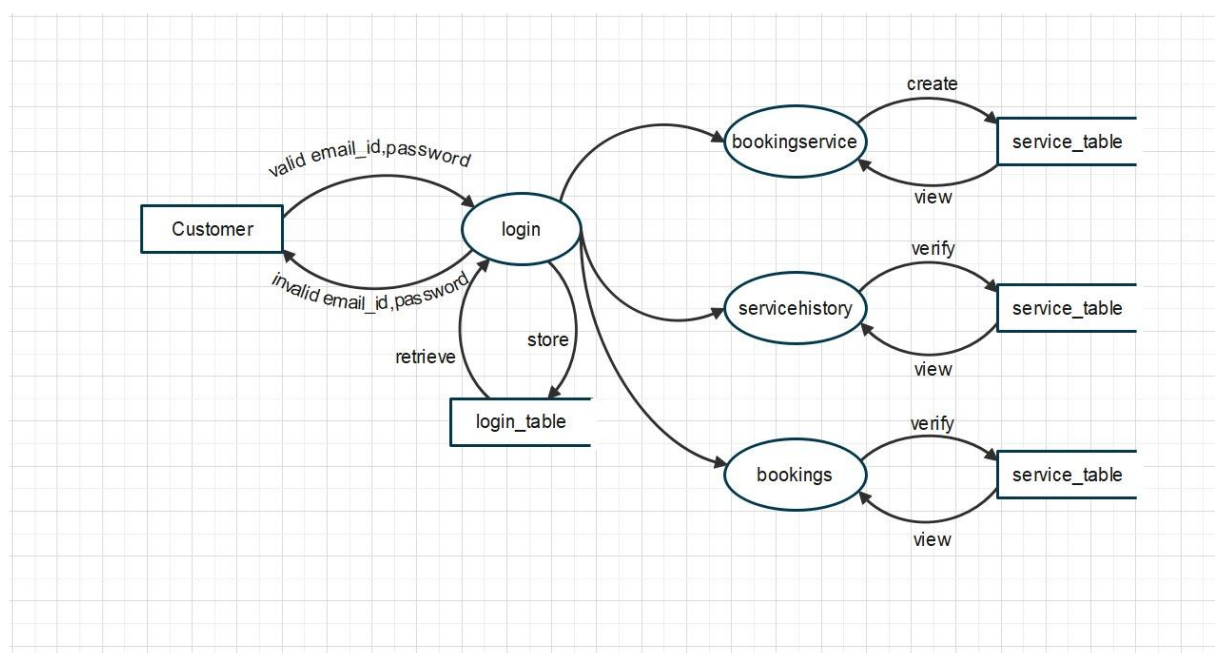 create
bookingservice
service_table
view
valid email_id,password
Customer
login
invalid email_id,password
verify
servicehistory
service_table
view
retrieve
store
login_table
verify
bookings
service_table
view